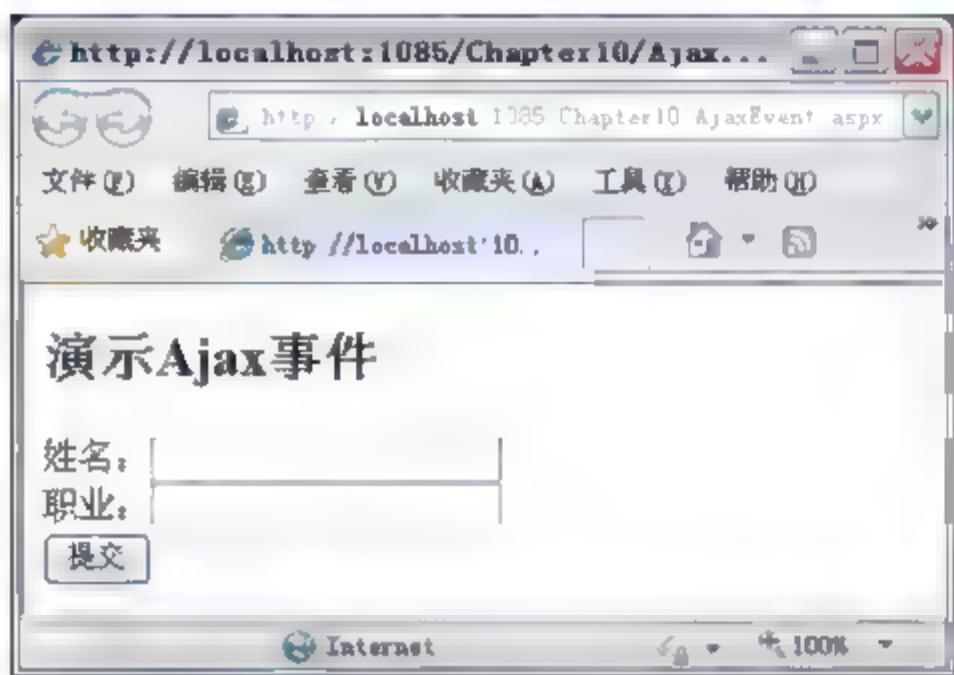 http://localhost:1085/Chapter10/Ajax...
http://localhost:1085/Chapter10/AjaxEvent.aspx
文件(F) 编辑(E) 查看(V) 收藏夹(A) 工具(T) 帮助(H)
收藏夹 http://localhost:10...
演示Ajax事件
姓名：
职业：
提交
Internet 100%